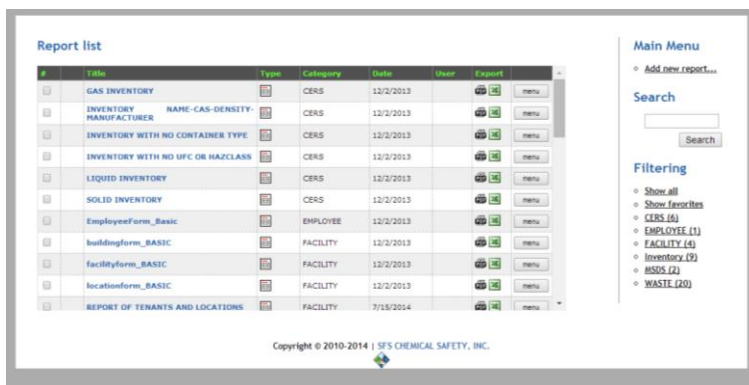 Report list
# Title Type Category Date User Export
GAS INVENTORY CERS 12/2/2013 menu
INVENTORY NAME-CAS-DENSITY-
MANUFACTURER CERS 12/2/2013 menu
INVENTORY WITH NO CONTAINER TYPE CERS 12/2/2013 menu
INVENTORY WITH NO UFC OR HAZCLASS CERS 12/2/2013 menu
LIQUID INVENTORY CERS 12/2/2013 menu
SOLID INVENTORY CERS 12/2/2013 menu
EmployeeForm_Basic EMPLOYEE 12/2/2013 menu
buildingform_BASIC FACILITY 12/2/2013 menu
facilityform_BASIC FACILITY 12/2/2013 menu
locationform_BASIC FACILITY 12/2/2013 menu
REPORT OF TENANTS AND LOCATIONS FACILITY 7/15/2014 menu
Main Menu
Add new report...
Search
Search
Filtering
Show all
Show favorites
CERS (6)
EMPLOYEE (1)
FACILITY (4)
Inventory (9)
MSDS (2)
WASTE (20)
Copyright © 2010-2014 | SFS CHEMICAL SAFETY, INC.